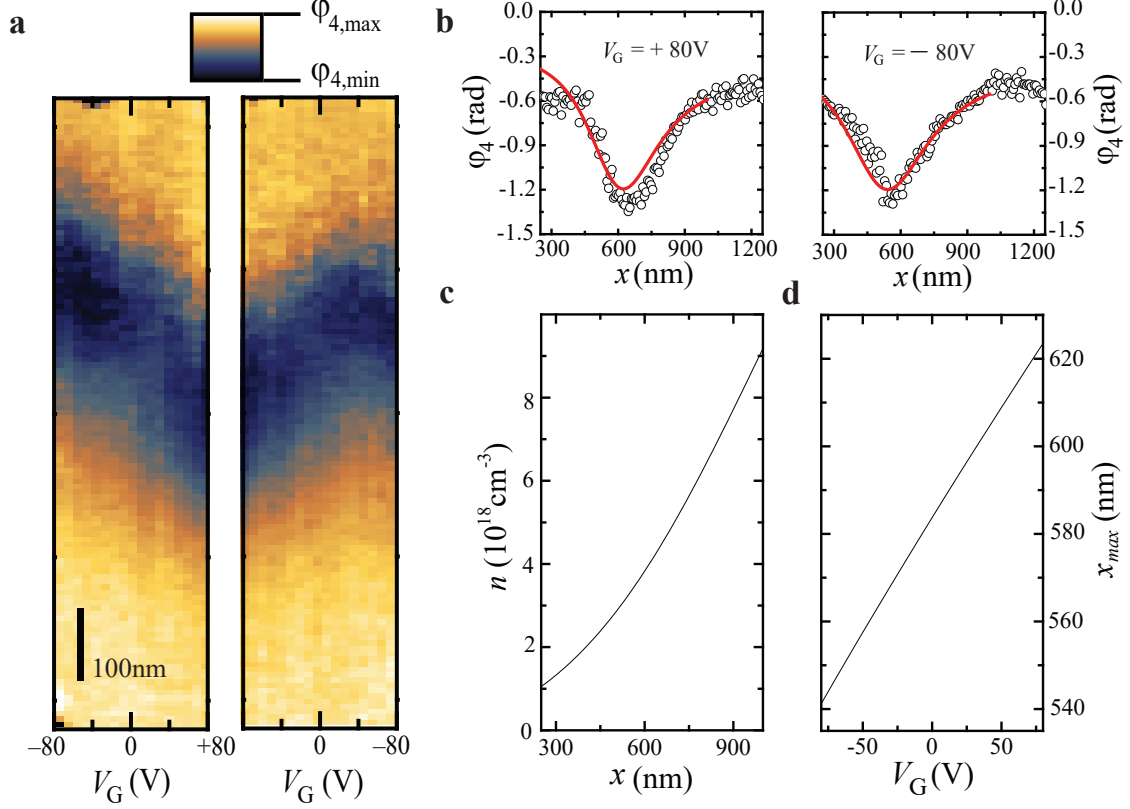 a
φ4,max
φ4,min
100nm
–80 0 +80
VG (V)
0 –80
VG (V)
b
0.0
-0.3
-0.6
-0.9
-1.2
-1.5
φ4 (rad)
VG = + 80V
300 600 900 1200
x (nm)
VG = – 80V
0.0
-0.3
-0.6
-0.9
-1.2
-1.5
φ4 (rad)
300 600 900 1200
x (nm)
c
8
6
4
2
0
n (10^18 cm^-3)
300 600 900
x (nm)
d
620
600
580
560
540
xmax (nm)
-50 0 50
VG (V)